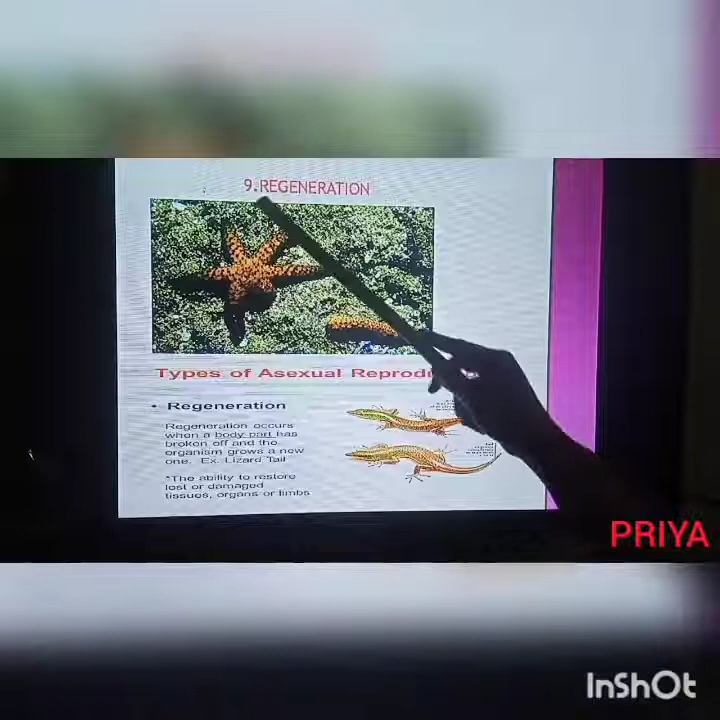 9.REGENERATION
Types of Asexual
• Regeneration
Regeneration occurs
when a body part has
broken off and the
organism grows a new
one. Ex. Lizard Tail
*The ability to restore
lost or damaged
tissues, organs or limbs
PRIYA
InShOt